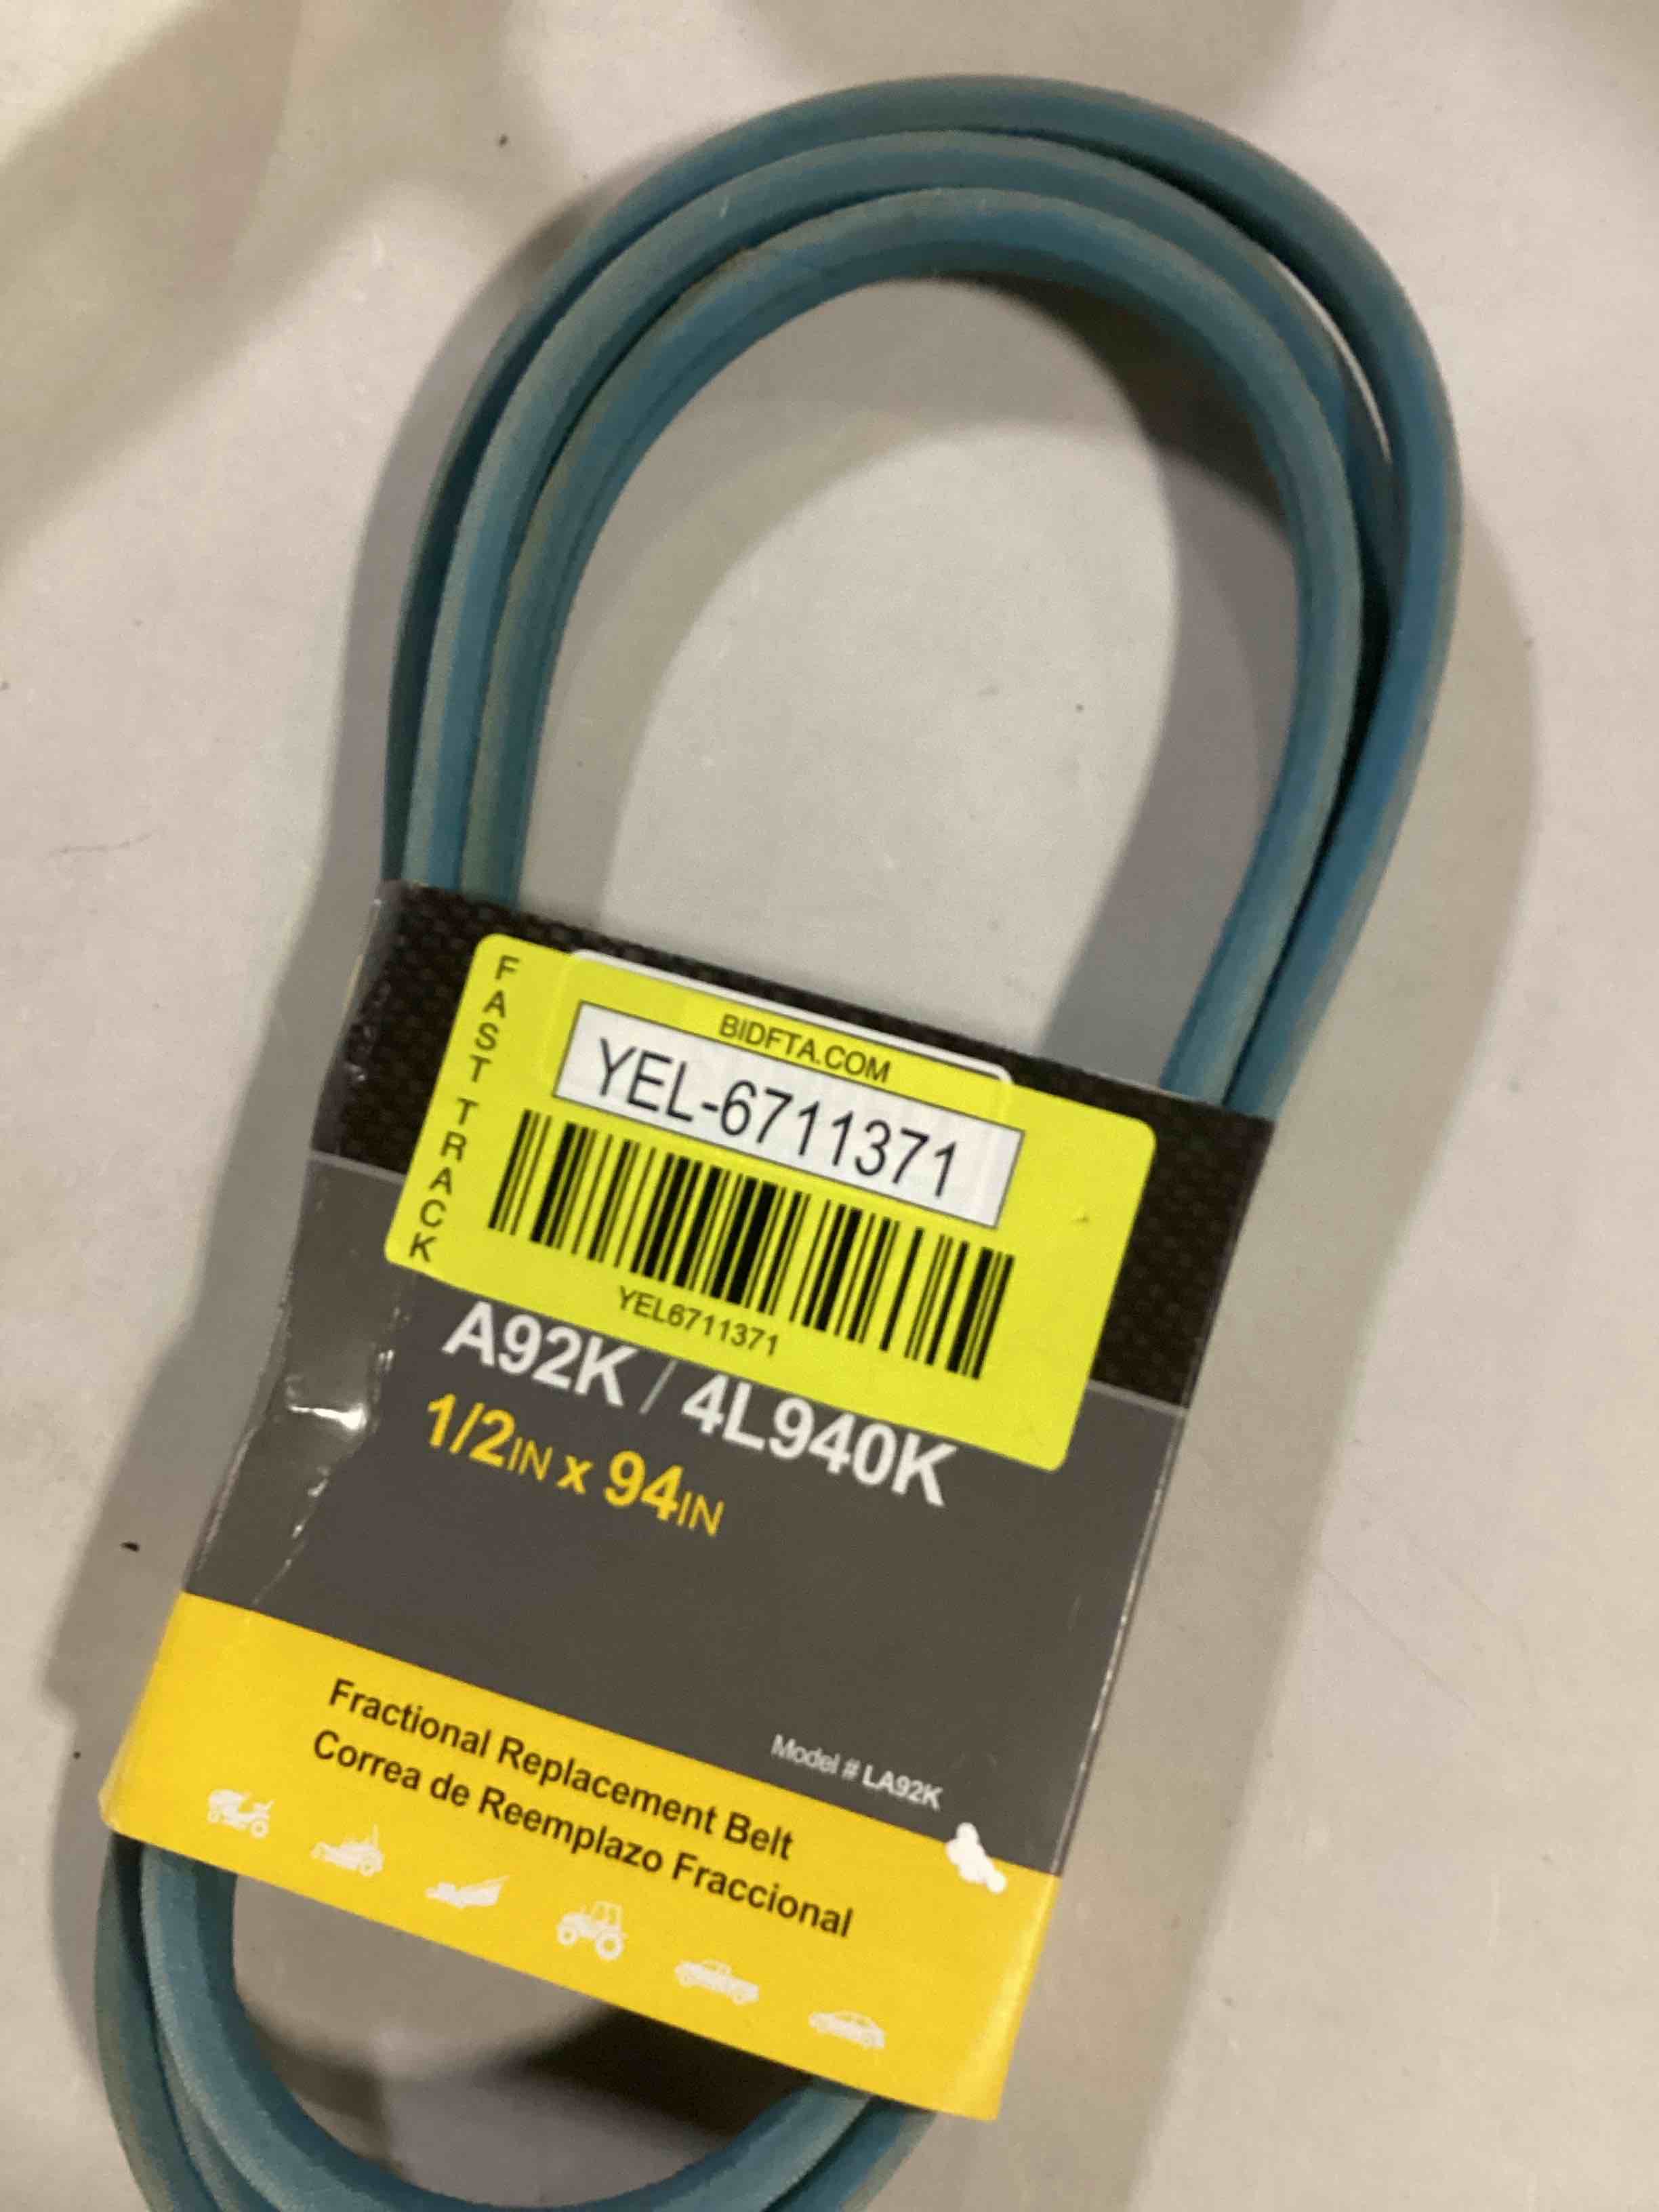 FAST TRACK
BIDFTA.COM
YEL-6711371
YEL6711371
A92K / 4L940K
1/2IN x 94IN
Model # LA92K
Fractional Replacement Belt
Correa de Reemplazo Fraccional